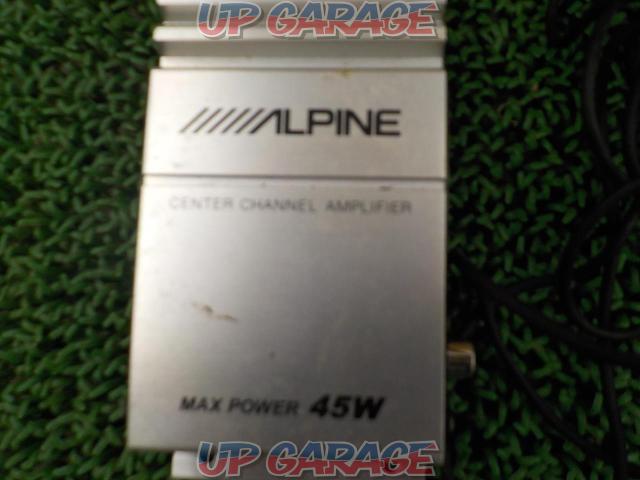 UP GARAGE
ALPINE
CENTER CHANNEL AMPLIFIER
MAX POWER 45W
UP GARAGE